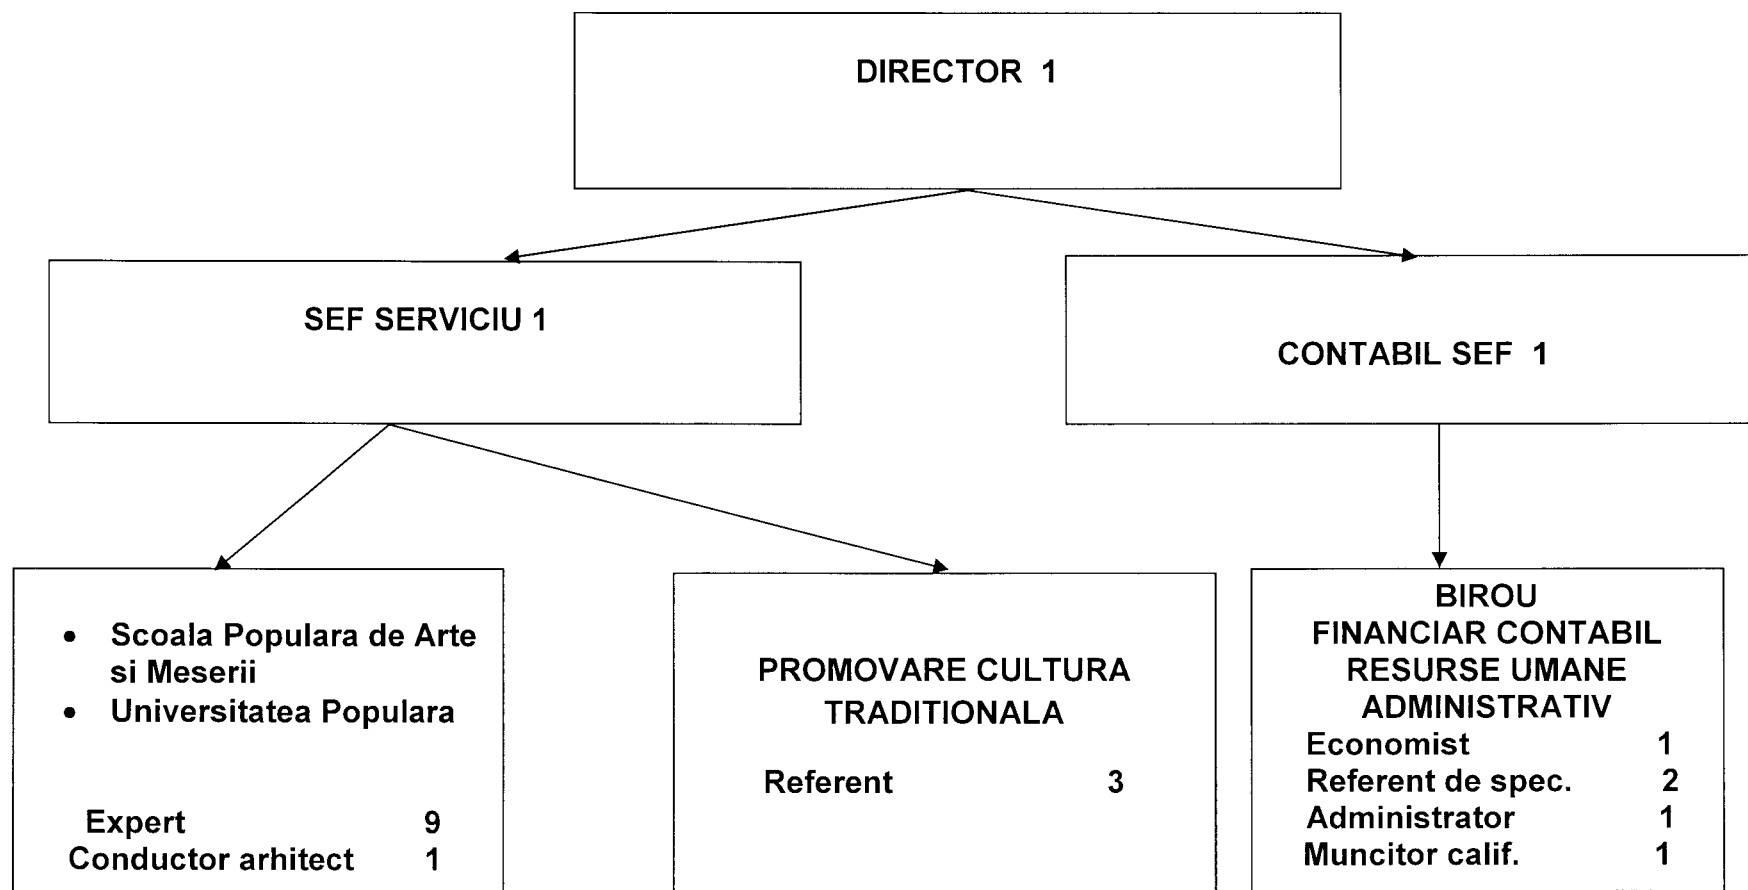 DIRECTOR 1
SEF SERVICIU 1
CONTABIL SEF 1
• Scoala Populara de Arte
si Meserii
• Universitatea Populara
Expert 9
Conductor arhitect 1
PROMOVARE CULTURA
TRADITIONALA
Referent 3
BIROU
FINANCIAR CONTABIL
RESURSE UMANE
ADMINISTRATIV
Economist 1
Referent de spec. 2
Administrator 1
Muncitor calif. 1